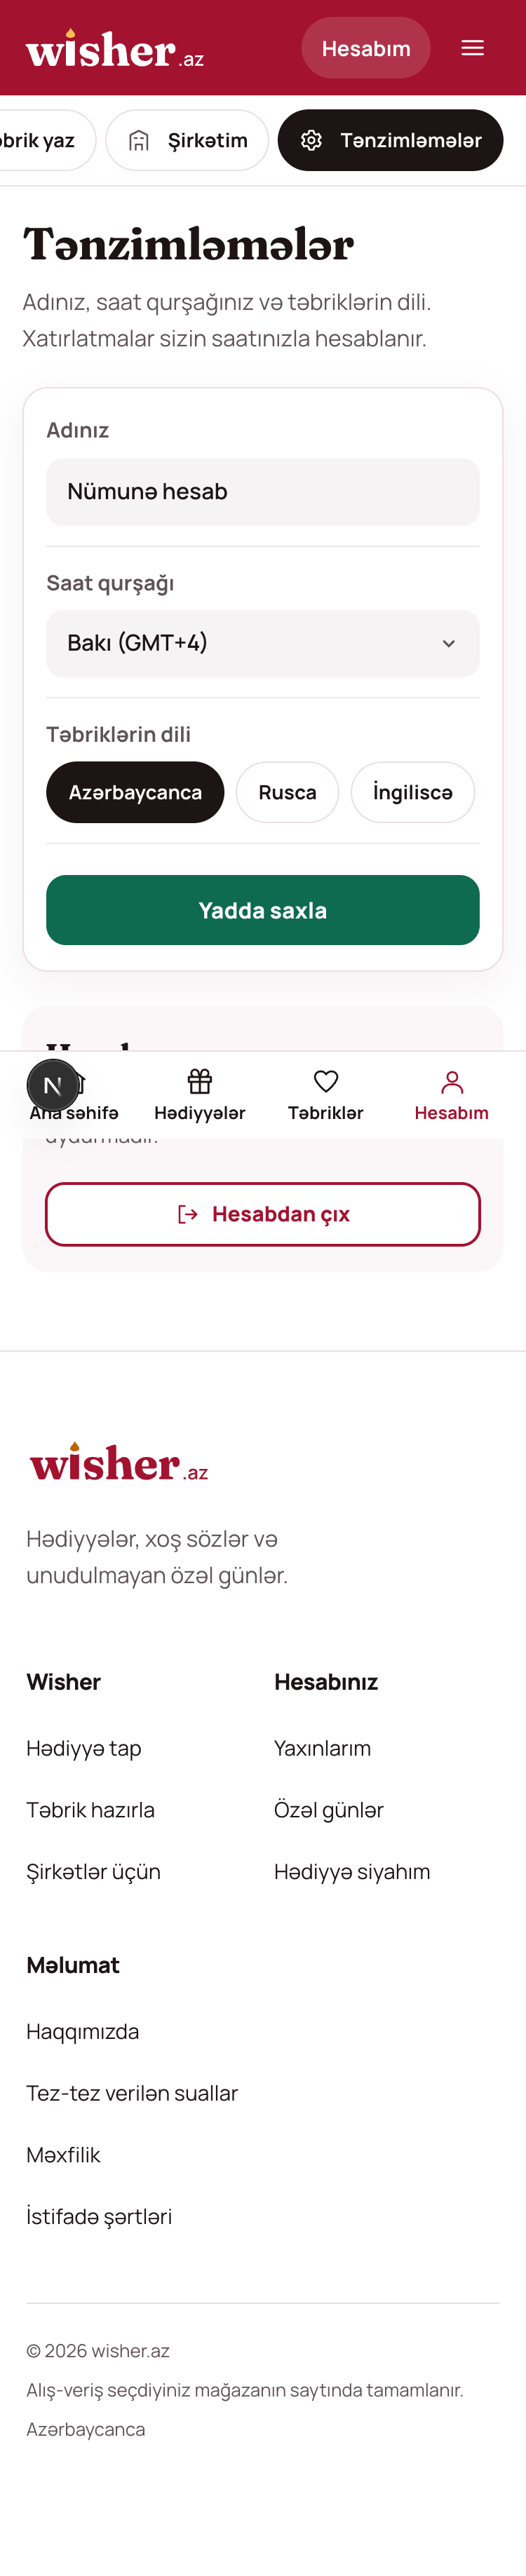 wisher.az
Hesabım
əbrik yaz
Şirkətim
Tənzimləmələr
Tənzimləmələr
Adınız, saat qurşağınız və təbriklərin dili.
Xatırlatmalar sizin saatınızla hesablanır.
Adınız
Nümunə hesab
Saat qurşağı
Bakı (GMT+4)
Təbriklərin dili
Azərbaycanca
Rusca
İngiliscə
Yadda saxla
N
Ana səhifə
Hədiyyələr
Təbriklər
Hesabım
Hesabdan çıx
wisher.az
Hədiyyələr, xoş sözlər və
unudulmayan özəl günlər.
Wisher
Hədiyyə tap
Təbrik hazırla
Şirkətlər üçün
Hesabınız
Yaxınlarım
Özəl günlər
Hədiyyə siyahım
Məlumat
Haqqımızda
Tez-tez verilən suallar
Məxfilik
İstifadə şərtləri
© 2026 wisher.az
Alış-veriş seçdiyiniz mağazanın saytında tamamlanır.
Azərbaycanca